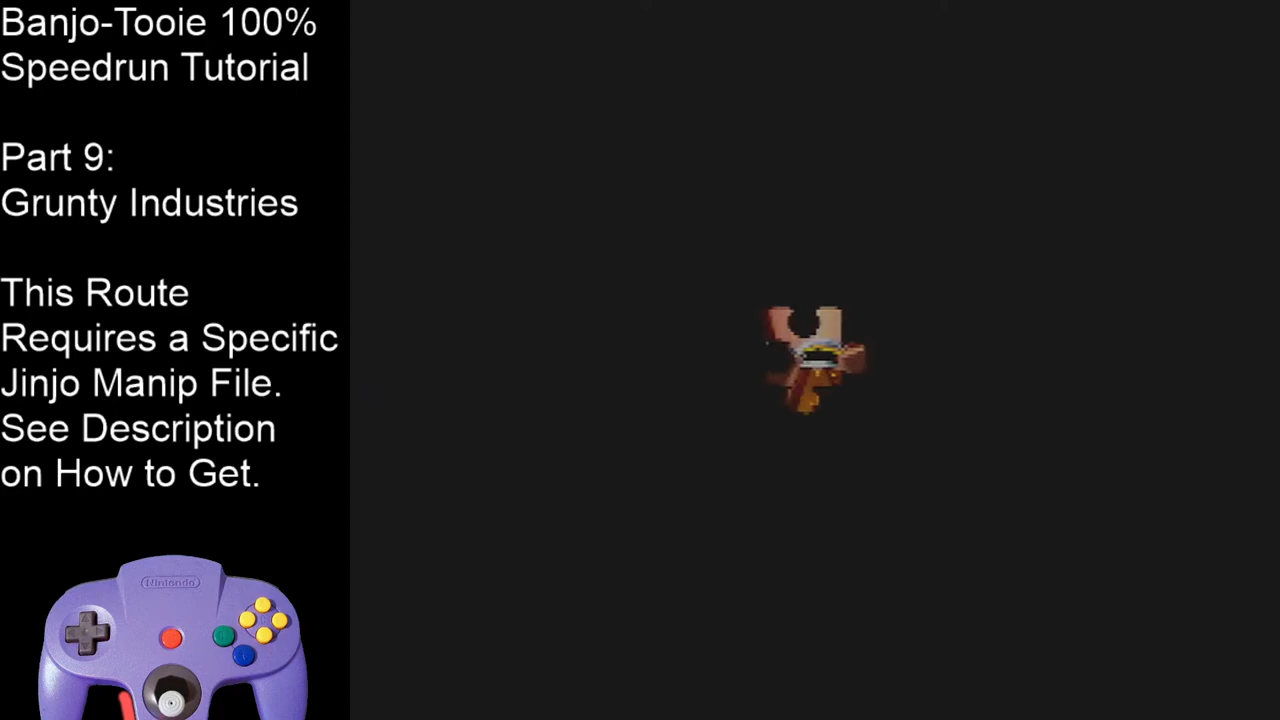 Banjo-Tooie 100%
Speedrun Tutorial
Part 9:
Grunty Industries
This Route
Requires a Specific
Jinjo Manip File.
See Description
on How to Get.
Nintendo